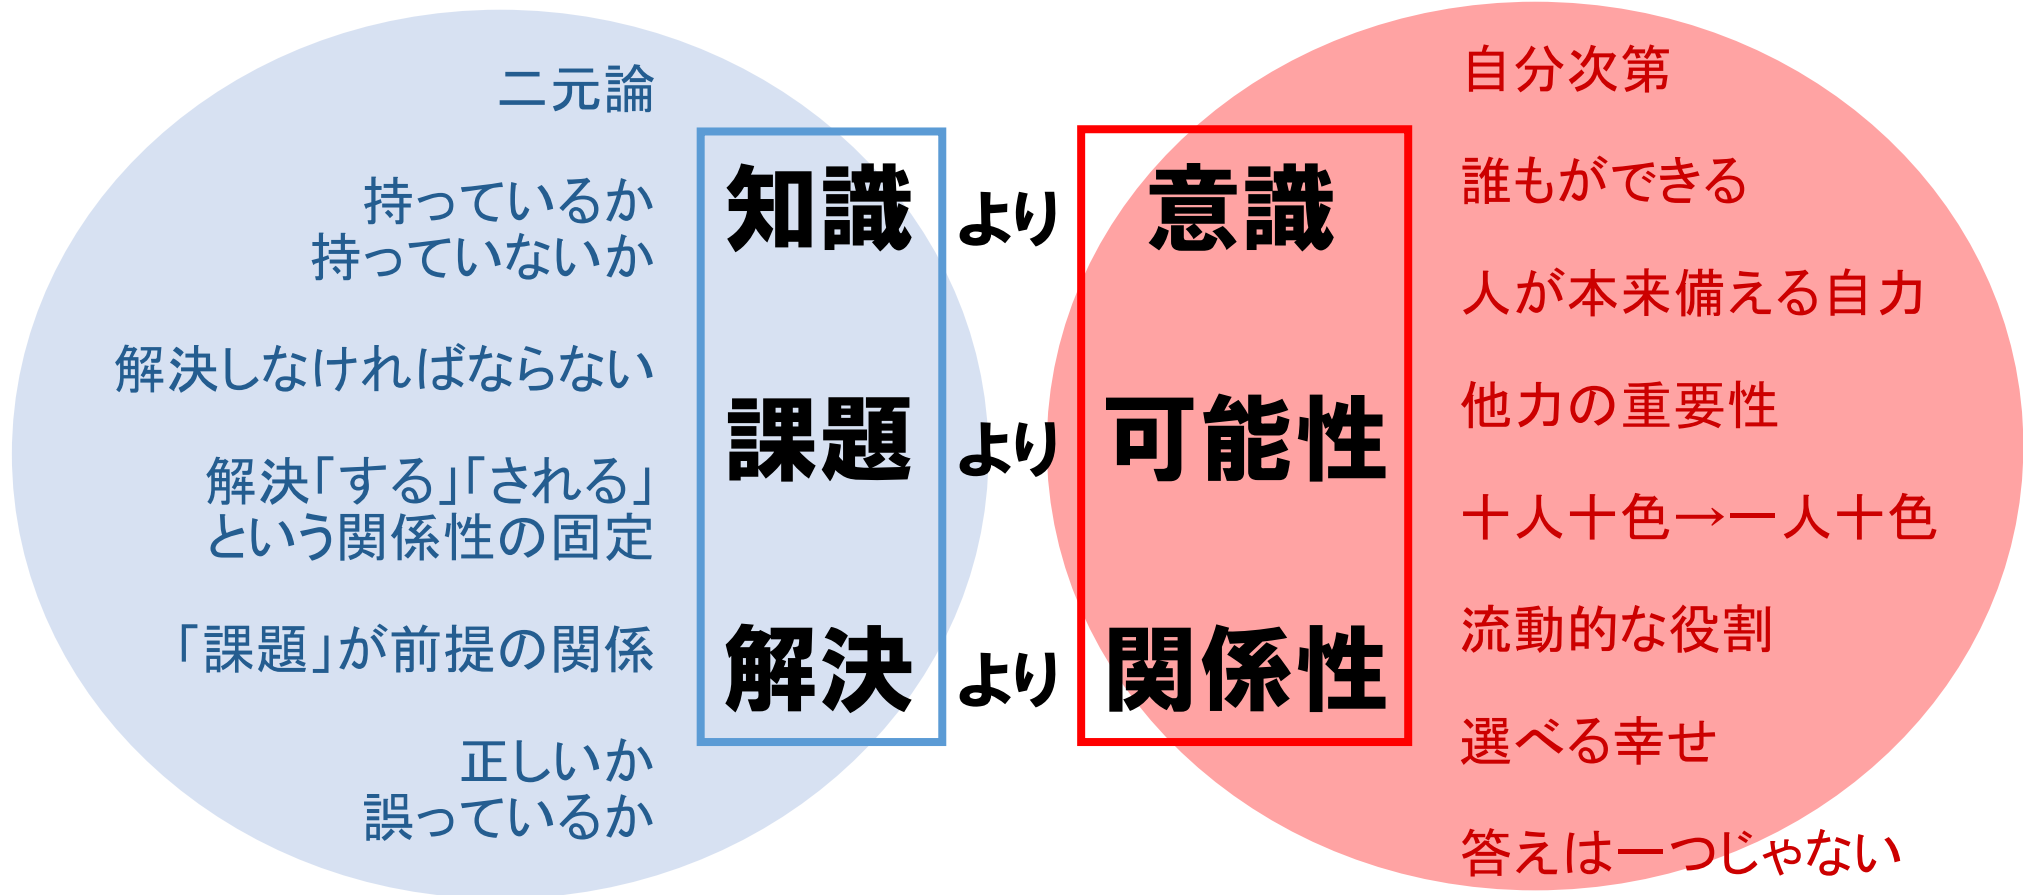 二元論
持っているか
持っていないか
解決しなければならない
解決「する」「される」
という関係性の固定
「課題」が前提の関係
正しいか
誤っているか
知識 より 意識
課題 より 可能性
解決 より 関係性
自分次第
誰もができる
人が本来備える自力
他力の重要性
十人十色→一人十色
流動的な役割
選べる幸せ
答えは一つじゃない